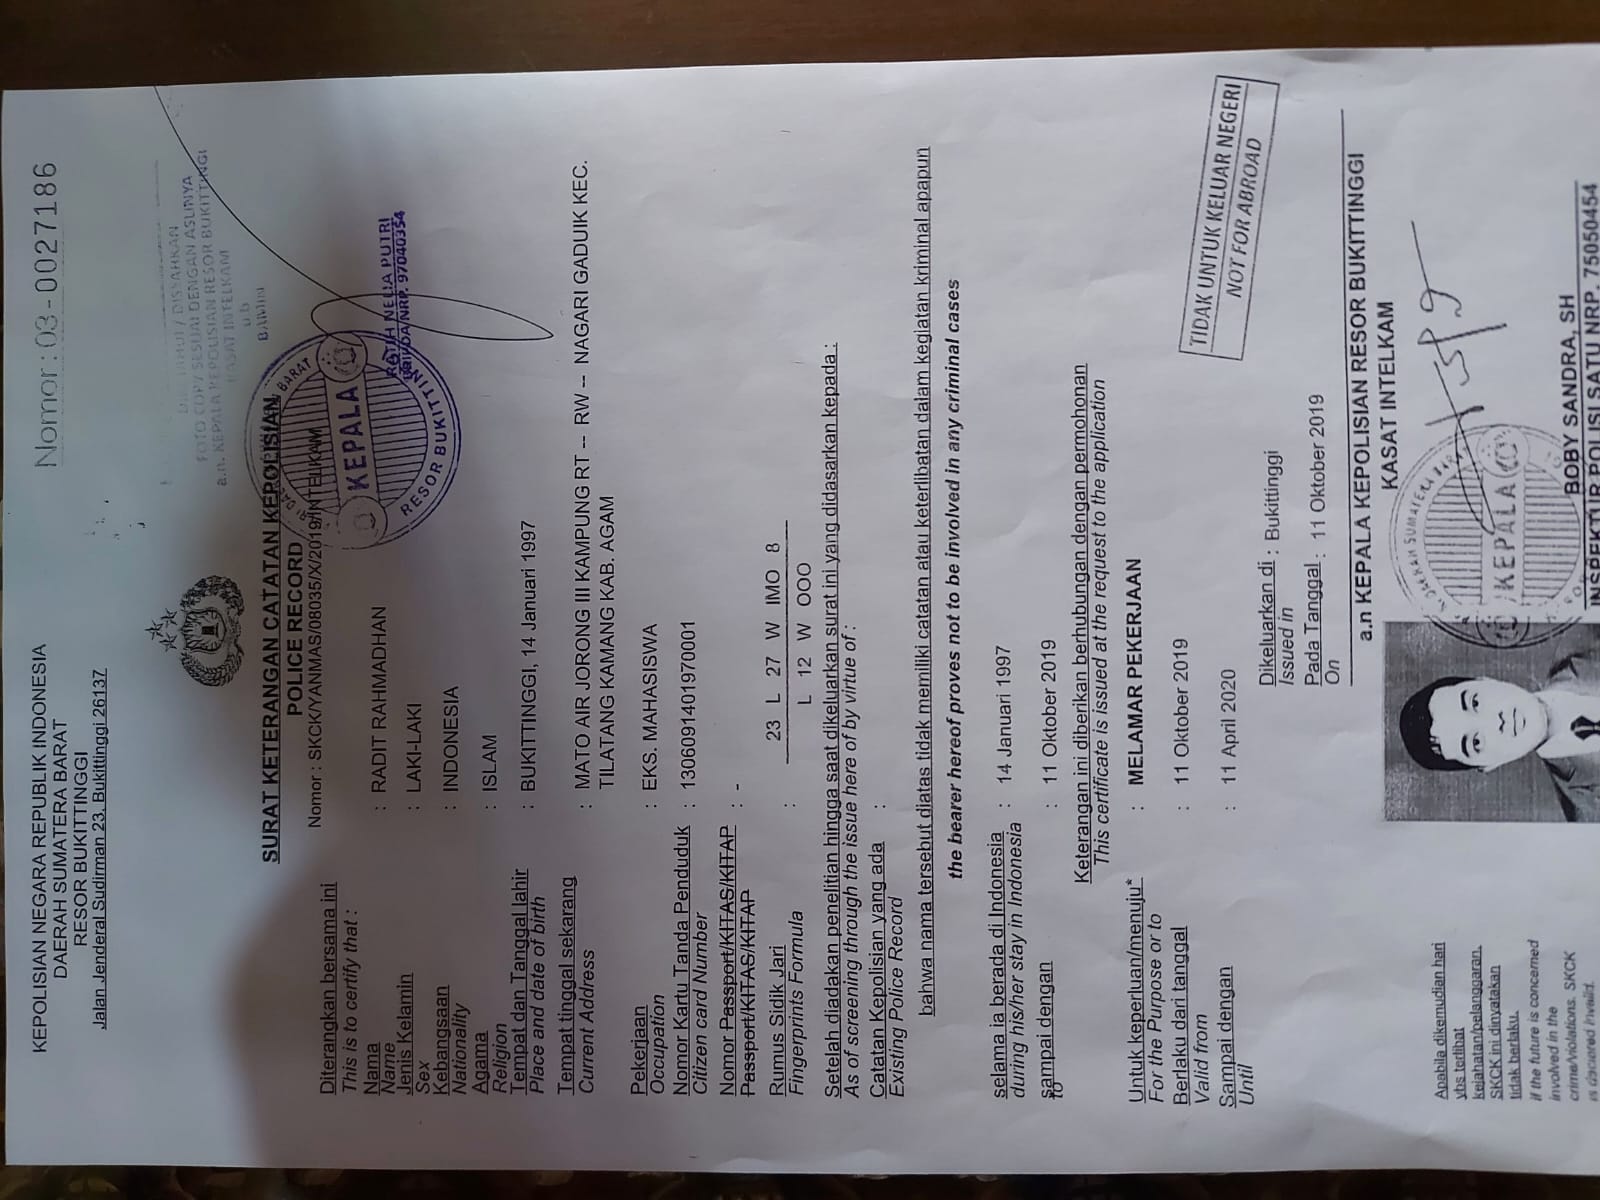 KEPOLISIAN NEGARA REPUBLIK INDONESIA
DAERAH SUMATERA BARAT
RESOR BUKITTINGGI
Jalan Jenderal Sudirman 23, Bukittinggi 26137
Nomor : 03 - 0027186
DISAHKAN
FOTO COPY SESUAI DENGAN ASLINYA
a.n. KEPALA KEPOLISIAN RESOR BUKITTINGGI
KASAT INTELKAM
ub
BAMIN
KEPALA
RESOR BUKITTINGGI
RATIH NELIA PUTRI
BRIPDA/NRP. 97040354
SURAT KETERANGAN CATATAN KEPOLISIAN
POLICE RECORD
Nomor : SKCK/YANMAS/08035/X/2019/INTELKAM
Diterangkan bersama ini
This is to certify that :
Nama : RADIT RAHMADHAN
Name
Jenis Kelamin : LAKI-LAKI
Sex
Kebangsaan : INDONESIA
Nationality
Agama : ISLAM
Religion
Tempat dan Tanggal lahir : BUKITTINGGI, 14 Januari 1997
Place and date of birth
Tempat tinggal sekarang : MATO AIR JORONG III KAMPUNG RT -- RW -- NAGARI GADUIK KEC.
Current Address TILATANG KAMANG KAB. AGAM
Pekerjaan : EKS. MAHASISWA
Occupation
Nomor Kartu Tanda Penduduk : 1306091401970001
Citizen card Number
Nomor Passport/KITAS/KITAP : -
Passport/KITAS/KITAP
Rumus Sidik Jari : 23 L 27 W IMO 8
Fingerprints Formula L 12 W OOO
Setelah diadakan penelitian hingga saat dikeluarkan surat ini yang didasarkan kepada :
As of screening through the issue here of by virtue of :
Catatan Kepolisian yang ada :
Existing Police Record
bahwa nama tersebut diatas tidak memiliki catatan atau keterlibatan dalam kegiatan kriminal apapun
the bearer hereof proves not to be involved in any criminal cases
selama ia berada di Indonesia : 14 Januari 1997
during his/her stay in Indonesia
sampai dengan : 11 Oktober 2019
to
Keterangan ini diberikan berhubungan dengan permohonan
This certificate is issued at the request to the application
Untuk keperluan/menuju* : MELAMAR PEKERJAAN
For the Purpose or to
Berlaku dari tanggal : 11 Oktober 2019
Valid from
Sampai dengan : 11 April 2020
Until
TIDAK UNTUK KELUAR NEGERI
NOT FOR ABROAD
Dikeluarkan di : Bukittinggi
Issued in
Pada Tanggal : 11 Oktober 2019
On
a.n KEPALA KEPOLISIAN RESOR BUKITTINGGI
KASAT INTELKAM
KEPALA
BOBY SANDRA, SH
INSPEKTUR POLISI SATU NRP. 75050454
Apabila dikemudian hari
ybs terlibat
kejahatan/pelanggaran.
SKCK ini dinyatakan
tidak berlaku.
if the future is concerned
involved in the
crime/violations. SKCK
is declared invalid.